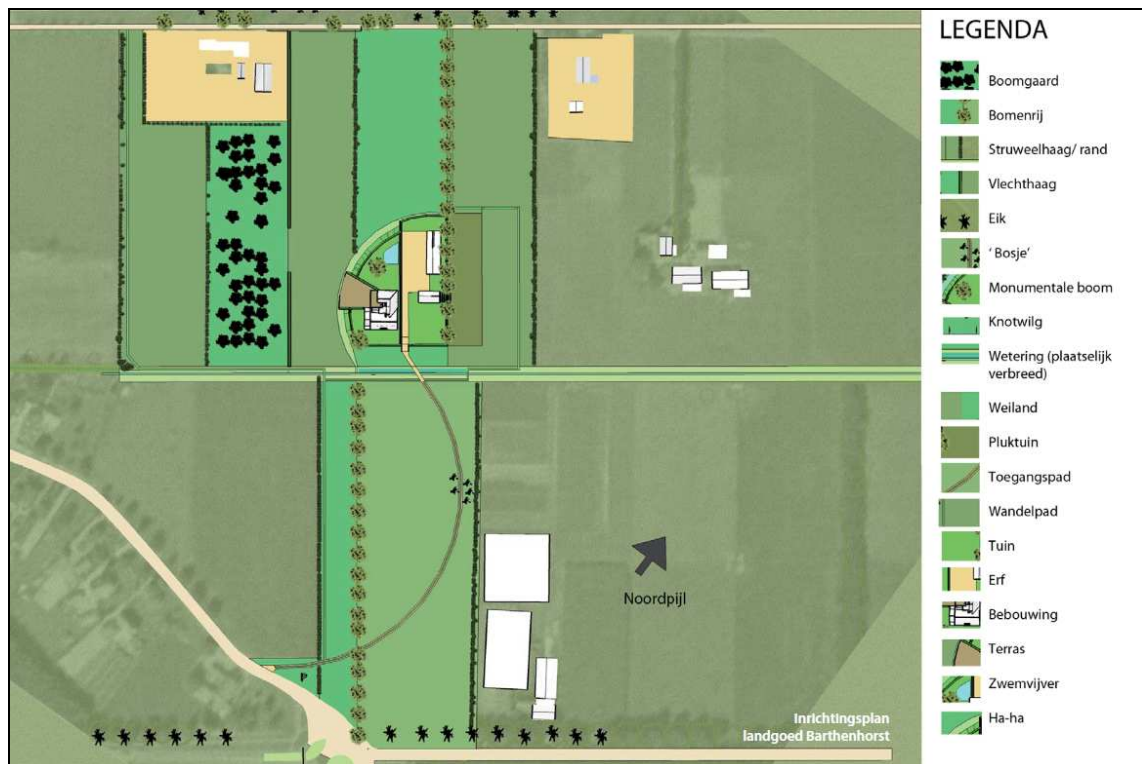 LEGENDA
Boomgaard
Bomenrij
Struweelhaag/ rand
Vlechthaag
Eik
‘ Bosje’
Monumentale boom
Knotwilg
Wetering (plaatselijk
verbreed)
Weiland
Pluktuin
Toegangspad
Wandelpad
Tuin
Erf
Bebouwing
Terras
Zwemvijver
Ha-ha
Noordpijl
Inrichtingsplan
landgoed Barthenhorst